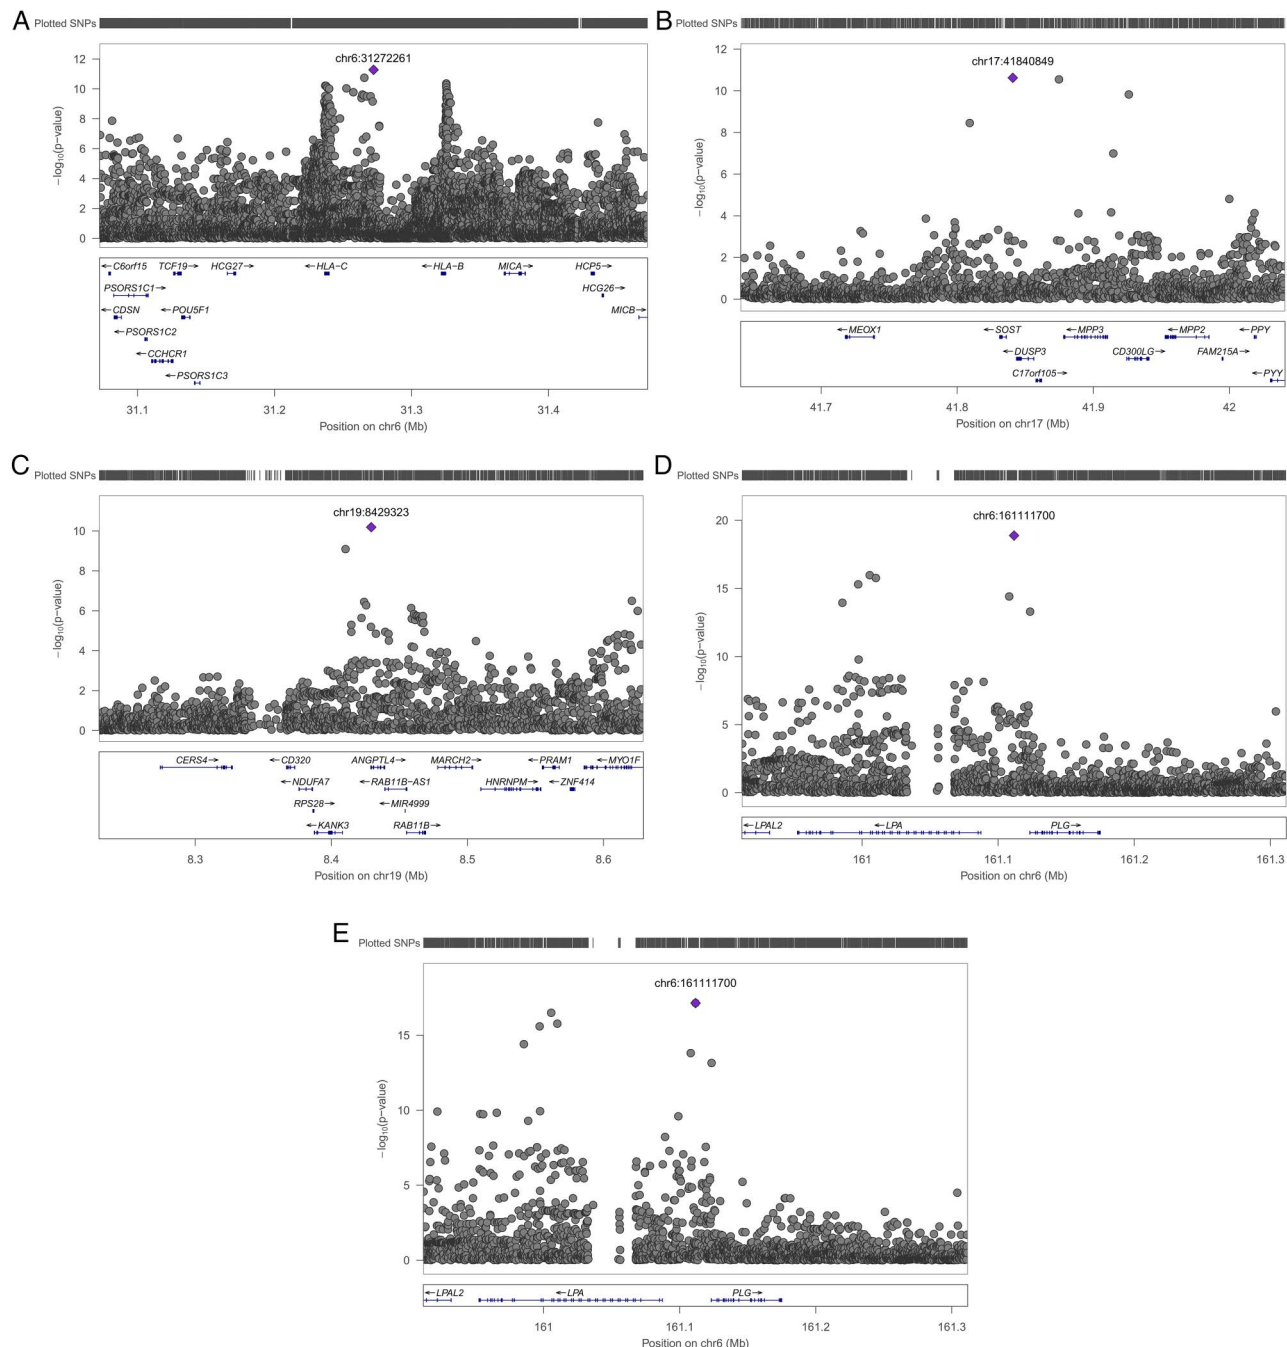 A
Plotted SNPs
chr6:31272261
12
10
8
6
4
2
0
−log10(p−value)
←C6orf15 TCF19→ HCG27→ ←HLA−C ←HLA−B MICA→ HCP5→
PSORS1C1→ HCG26→
←CDSN ←POU5F1 MICB→
←PSORS1C2
←CCHCR1
←PSORS1C3
31.1 31.2 31.3 31.4
Position on chr6 (Mb)
B
Plotted SNPs
chr17:41840849
12
10
8
6
4
2
0
−log10(p−value)
←MEOX1 ←SOST ←MPP3 ←MPP2 ←PPY
←DUSP3 CD300LG→ FAM215A→
C17orf105→ ←PYY
41.7 41.8 41.9 42
Position on chr17 (Mb)
C
Plotted SNPs
chr19:8429323
10
8
6
4
2
0
−log10(p−value)
CERS4→ ←CD320 ANGPTL4→ MARCH2→ ←PRAM1 ←MYO1F
←NDUFA7 ←RAB11B−AS1 HNRNPM→ ←ZNF414
RPS28→ ←MIR4999
←KANK3 RAB11B→
8.3 8.4 8.5 8.6
Position on chr19 (Mb)
D
Plotted SNPs
chr6:161111700
20
15
10
5
0
−log10(p−value)
←LPAL2 ←LPA PLG→
161 161.1 161.2 161.3
Position on chr6 (Mb)
E
Plotted SNPs
chr6:161111700
15
10
5
0
−log10(p−value)
←LPAL2 ←LPA PLG→
161 161.1 161.2 161.3
Position on chr6 (Mb)